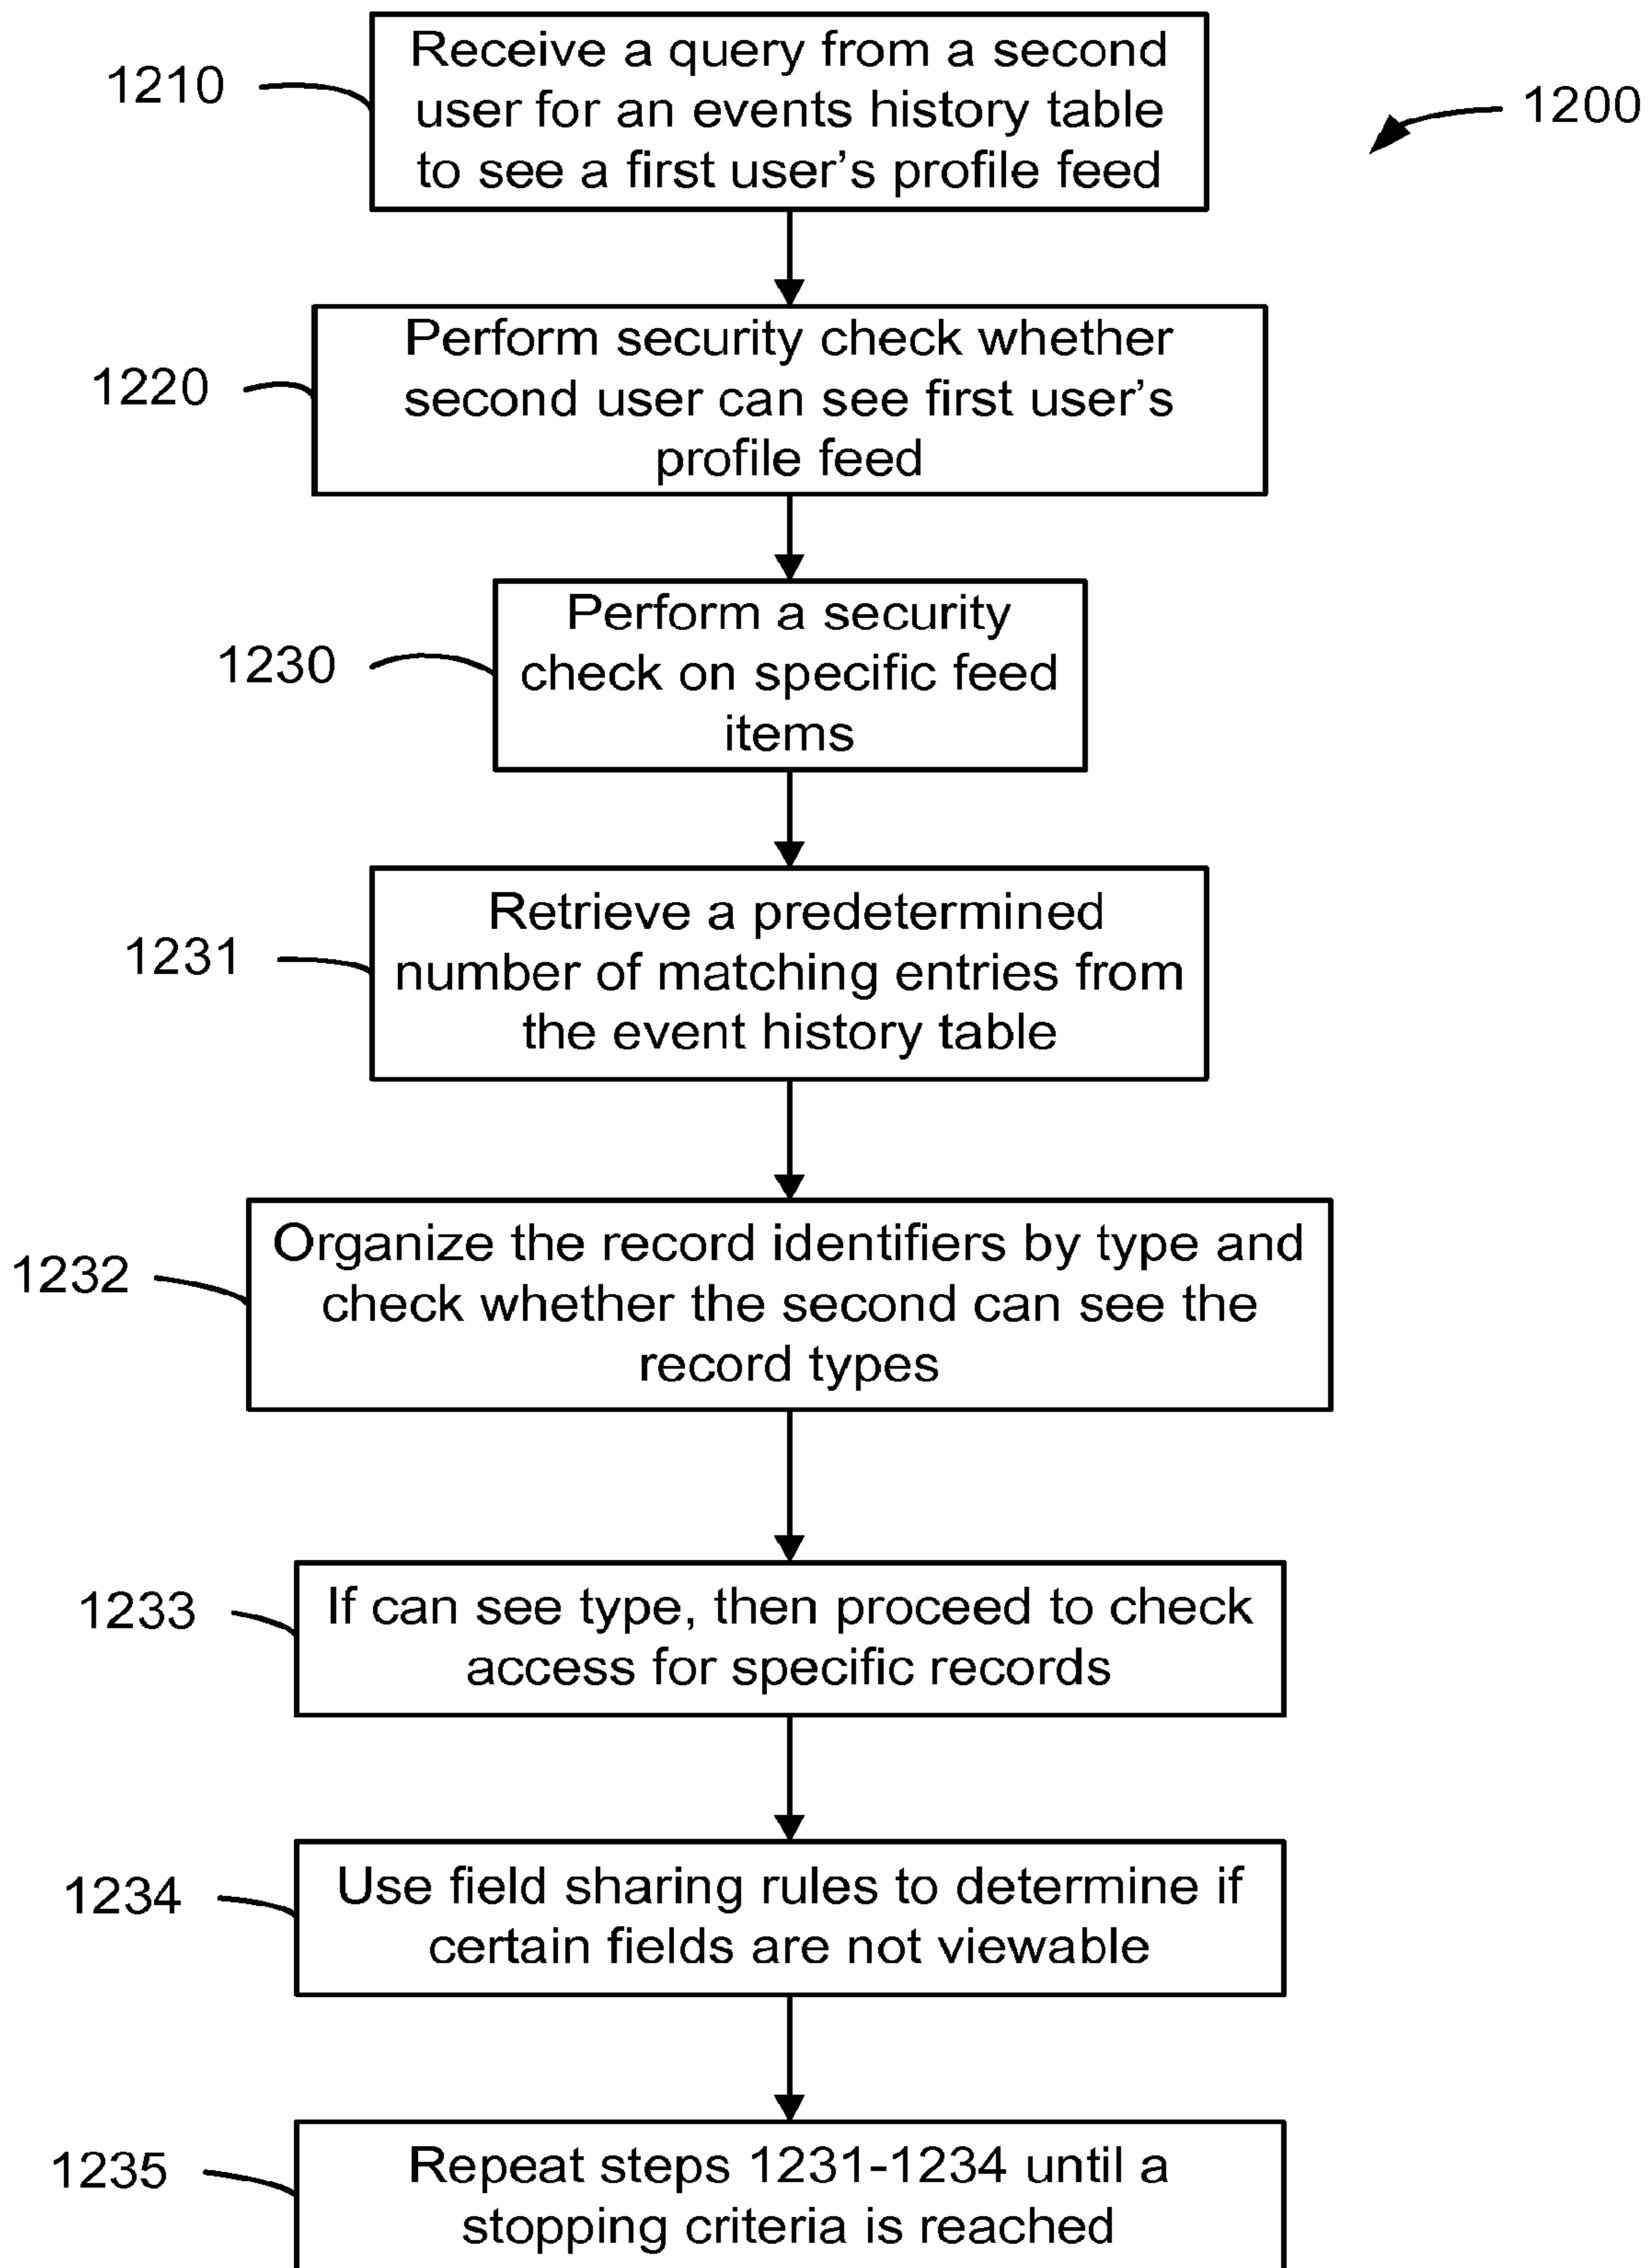 1200
1210
Receive a query from a second
user for an events history table
to see a first user's profile feed
1220
Perform security check whether
second user can see first user's
profile feed
1230
Perform a security
check on specific feed
items
1231
Retrieve a predetermined
number of matching entries from
the event history table
1232
Organize the record identifiers by type and
check whether the second can see the
record types
1233
If can see type, then proceed to check
access for specific records
1234
Use field sharing rules to determine if
certain fields are not viewable
1235
Repeat steps 1231-1234 until a
stopping criteria is reached